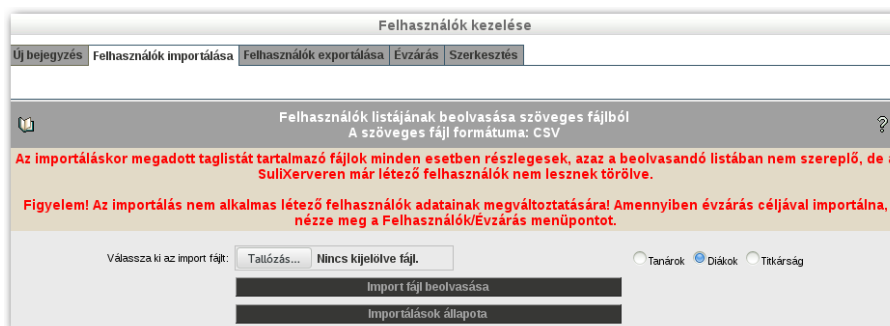 Felhasználók kezelése
Új bejegyzés Felhasználók importálása Felhasználók exportálása Évzárás Szerkesztés
Felhasználók listájának beolvasása szöveges fájlból
A szöveges fájl formátuma: CSV
Az importáláskor megadott taglistát tartalmazó fájlok minden esetben részlegesek, azaz a beolvasandó listában nem szereplő, de a
SuliXerveren már létező felhasználók nem lesznek törölve.
Figyelem! Az importálás nem alkalmas létező felhasználók adatainak megváltoztatására! Amennyiben évzárás céljával importálna,
nézze meg a Felhasználók/Évzárás menüpontot.
Válassza ki az import fájlt: Tallózás... Nincs kijelölve fájl. Tanárok Diákok Titkárság
Import fájl beolvasása
Importálások állapota